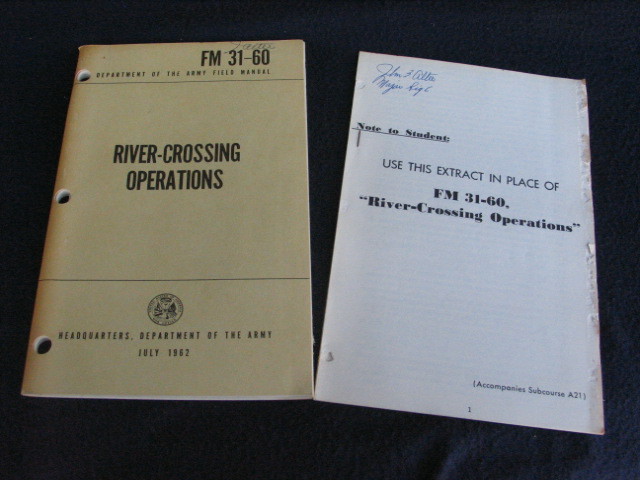 FM 31-60
DEPARTMENT OF THE ARMY FIELD MANUAL
RIVER-CROSSING
OPERATIONS
HEADQUARTERS, DEPARTMENT OF THE ARMY
JULY 1962
John F
Major
Note to Student:
USE THIS EXTRACT IN PLACE OF
FM 31-60,
“River-Crossing Operations”
(Accompanies Subcourse A21)
1